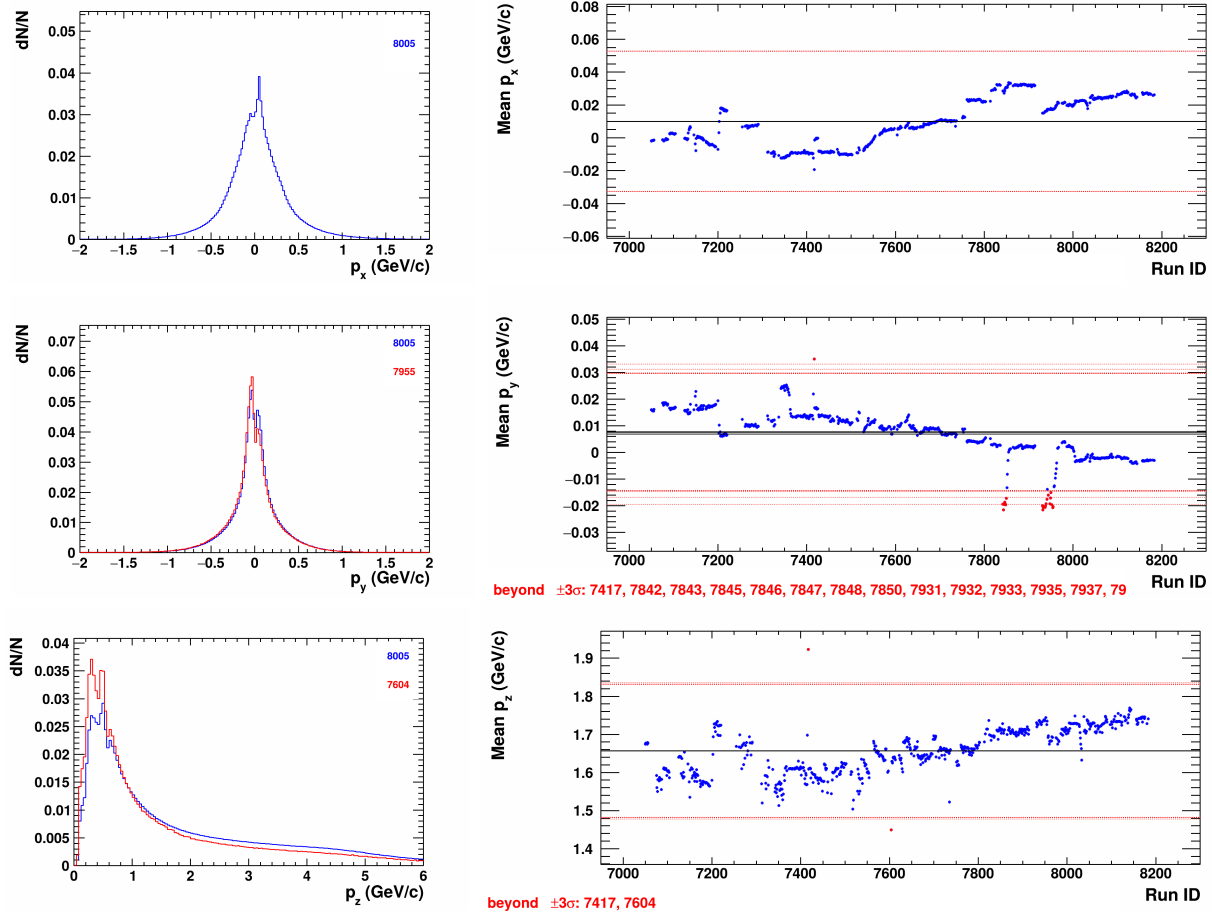 dN/N
0.05
0.04
0.03
0.02
0.01
0
−2 −1.5 −1 −0.5 0 0.5 1 1.5 2
p_x (GeV/c)
8005
Mean p_x (GeV/c)
0.08
0.06
0.04
0.02
0
−0.02
−0.04
−0.06
7000 7200 7400 7600 7800 8000 8200
Run ID
dN/N
0.07
0.06
0.05
0.04
0.03
0.02
0.01
0
−2 −1.5 −1 −0.5 0 0.5 1 1.5 2
p_y (GeV/c)
8005
7955
Mean p_y (GeV/c)
0.05
0.04
0.03
0.02
0.01
0
−0.01
−0.02
−0.03
7000 7200 7400 7600 7800 8000 8200
Run ID
beyond ±3σ: 7417, 7842, 7843, 7845, 7846, 7847, 7848, 7850, 7931, 7932, 7933, 7935, 7937, 79
dN/N
0.04
0.035
0.03
0.025
0.02
0.015
0.01
0.005
0
0 1 2 3 4 5 6
p_z (GeV/c)
8005
7604
Mean p_z (GeV/c)
1.9
1.8
1.7
1.6
1.5
1.4
7000 7200 7400 7600 7800 8000 8200
Run ID
beyond ±3σ: 7417, 7604